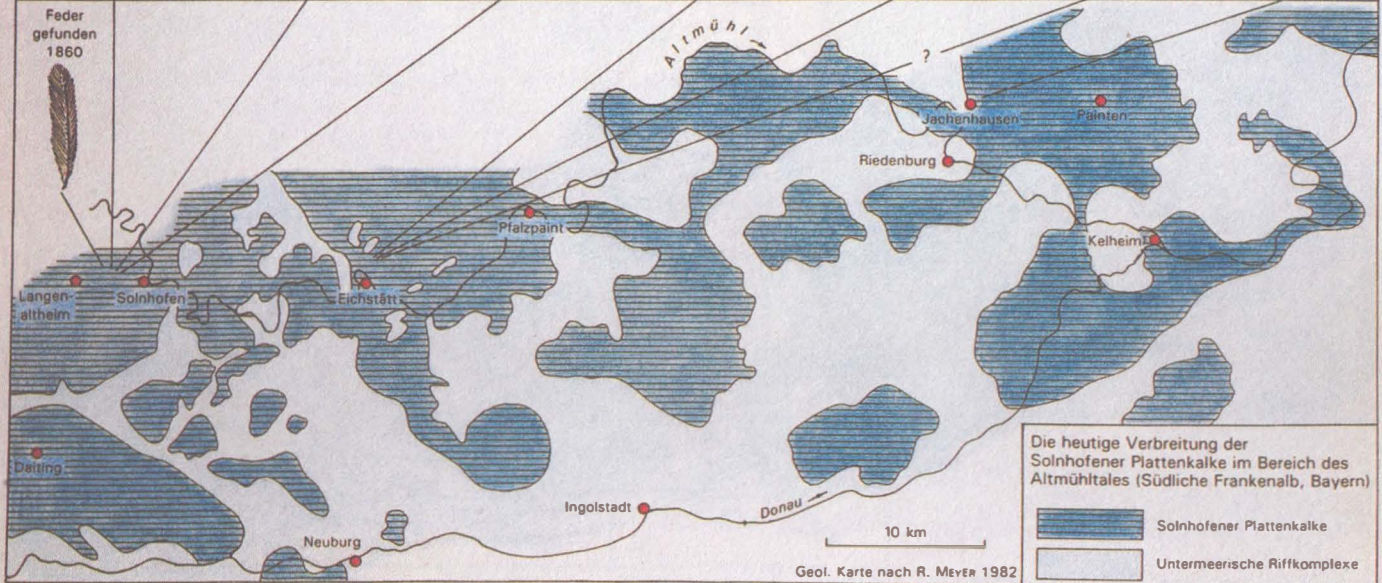 Feder
gefunden
1860
Altmühl
?
Jachenhausen
Painten
Riedenburg
Pfalzpaint
Kelheim
Langen-
altheim
Solnhofen
Eichstätt
Daiting
Ingolstadt
Donau
Neuburg
10 km
Geol. Karte nach R. MEYER 1982
Die heutige Verbreitung der
Solnhofener Plattenkalke im Bereich des
Altmühltales (Südliche Frankenalb, Bayern)
Solnhofener Plattenkalke
Untermeerische Riffkomplexe